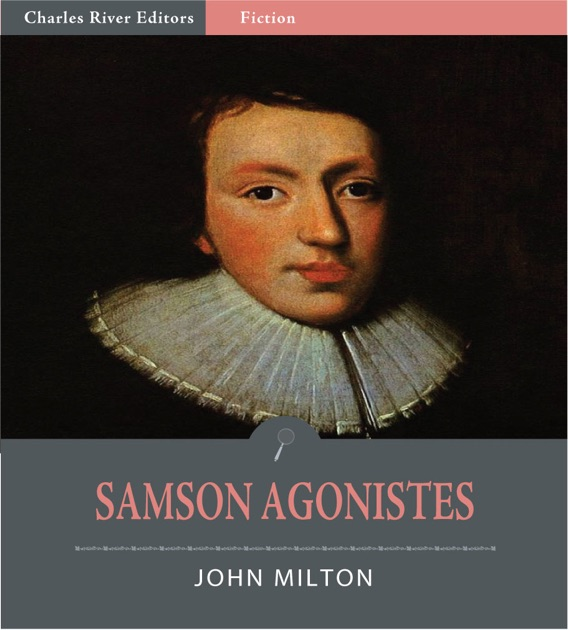 Charles River Editors Fiction
SAMSON AGONISTES
JOHN MILTON